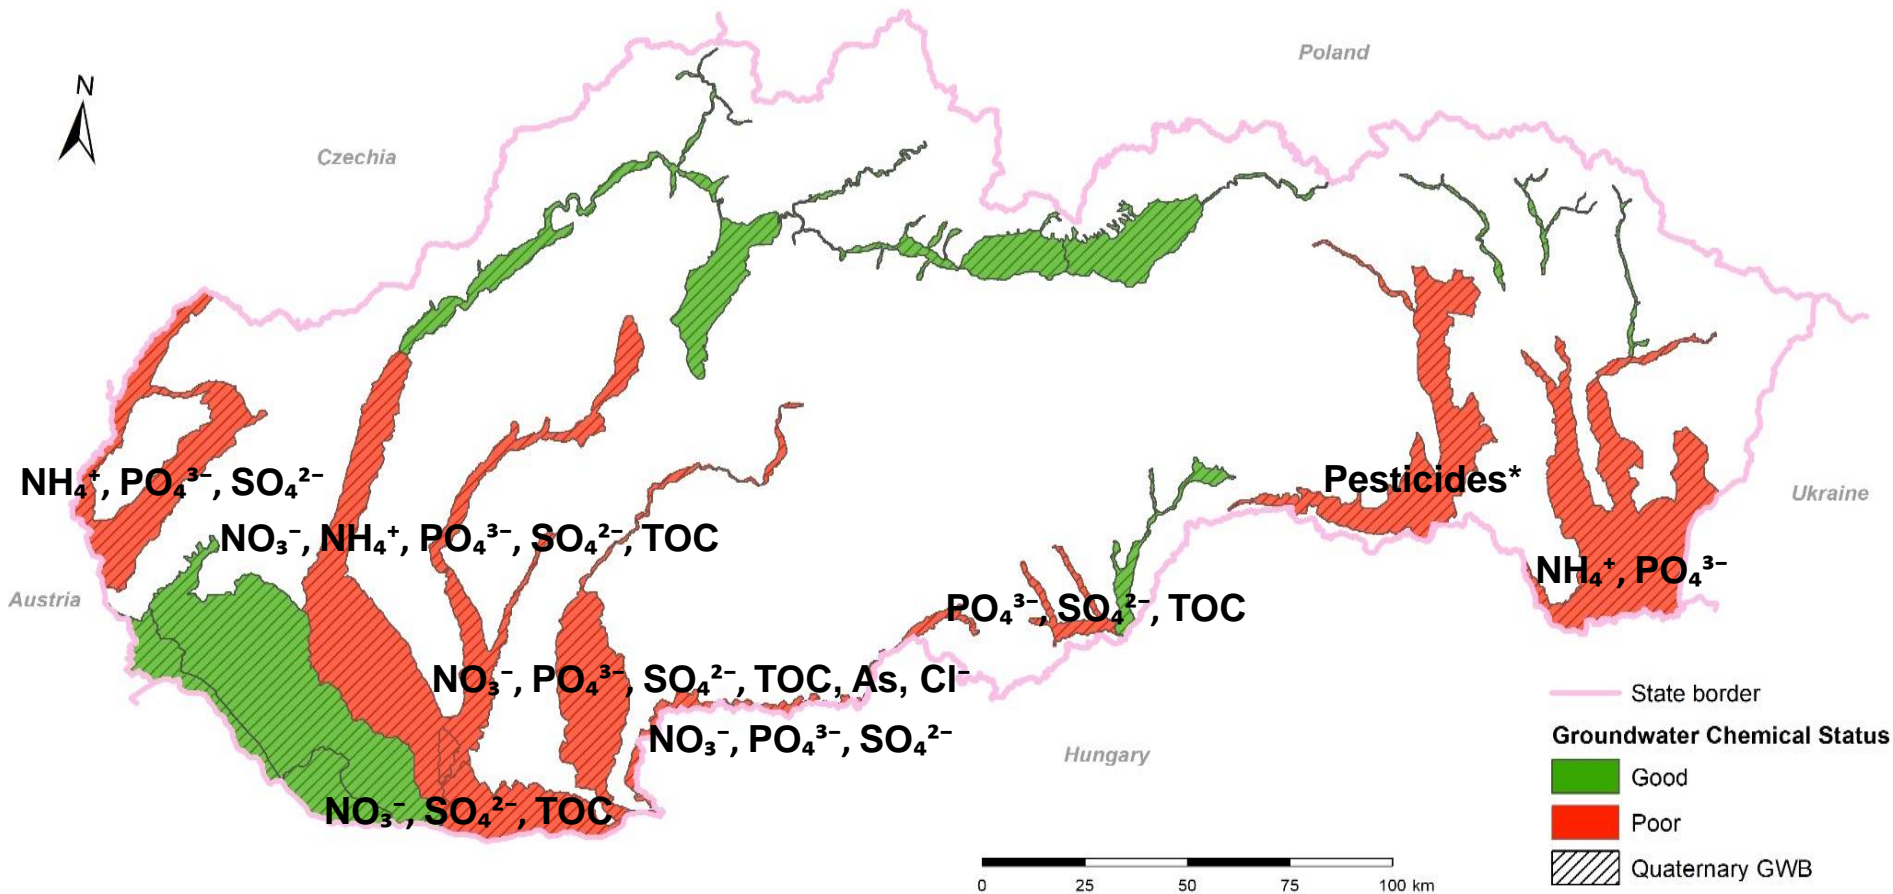 Poland
N
Czechia
NH₄⁺, PO₄³⁻, SO₄²⁻
Pesticides*
Ukraine
NO₃⁻, NH₄⁺, PO₄³⁻, SO₄²⁻, TOC
NH₄⁺, PO₄³⁻
Austria
PO₄³⁻, SO₄²⁻, TOC
NO₃⁻, PO₄³⁻, SO₄²⁻, TOC, As, Cl⁻
NO₃⁻, PO₄³⁻, SO₄²⁻
Hungary
NO₃⁻, SO₄²⁻, TOC
State border
Groundwater Chemical Status
Good
Poor
Quaternary GWB
0 25 50 75 100 km